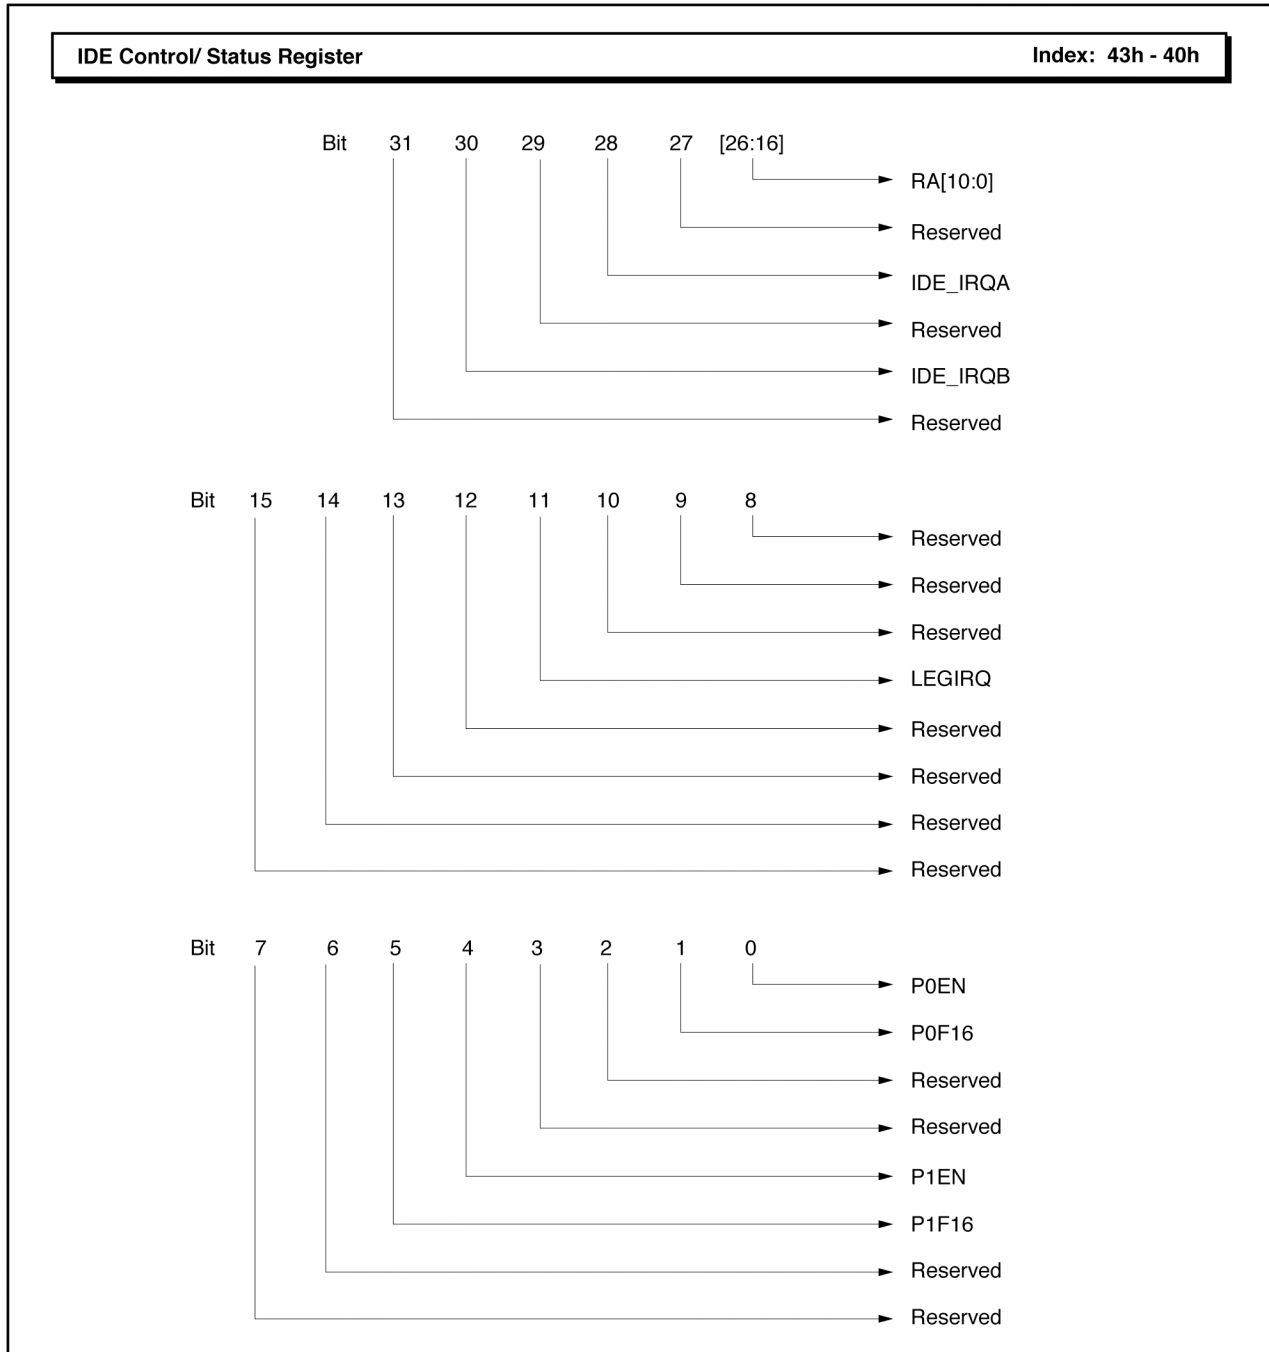 IDE Control/ Status Register Index: 43h - 40h
Bit 31 30 29 28 27 [26:16]
RA[10:0]
Reserved
IDE_IRQA
Reserved
IDE_IRQB
Reserved
Bit 15 14 13 12 11 10 9 8
Reserved
Reserved
Reserved
LEGIRQ
Reserved
Reserved
Reserved
Reserved
Bit 7 6 5 4 3 2 1 0
P0EN
P0F16
Reserved
Reserved
P1EN
P1F16
Reserved
Reserved